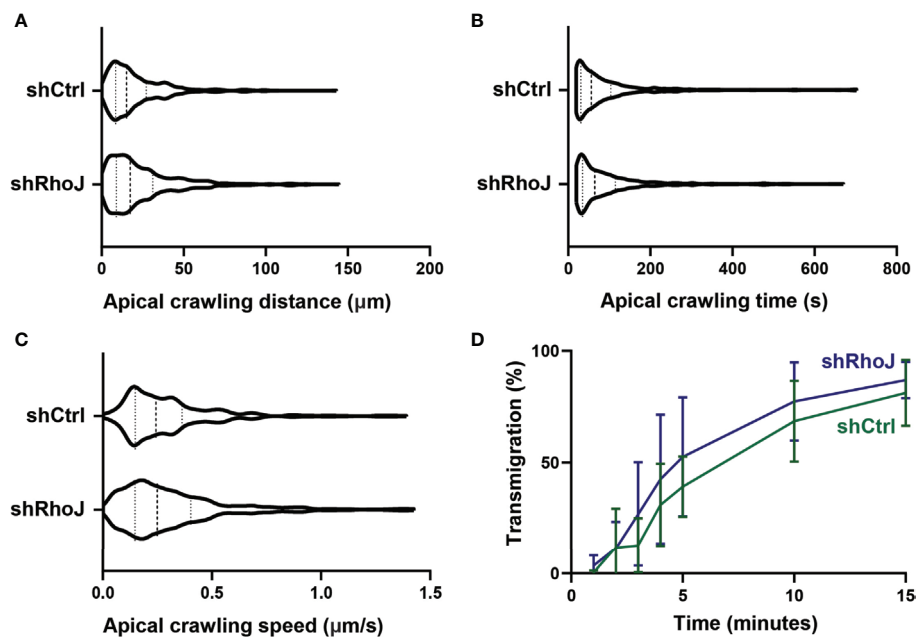 A
shCtrl
shRhoJ
0 50 100 150 200
Apical crawling distance (μm)
B
shCtrl
shRhoJ
0 200 400 600 800
Apical crawling time (s)
C
shCtrl
shRhoJ
0.0 0.5 1.0 1.5
Apical crawling speed (μm/s)
D
100
50
0
Transmigration (%)
shRhoJ
shCtrl
0 5 10 15
Time (minutes)